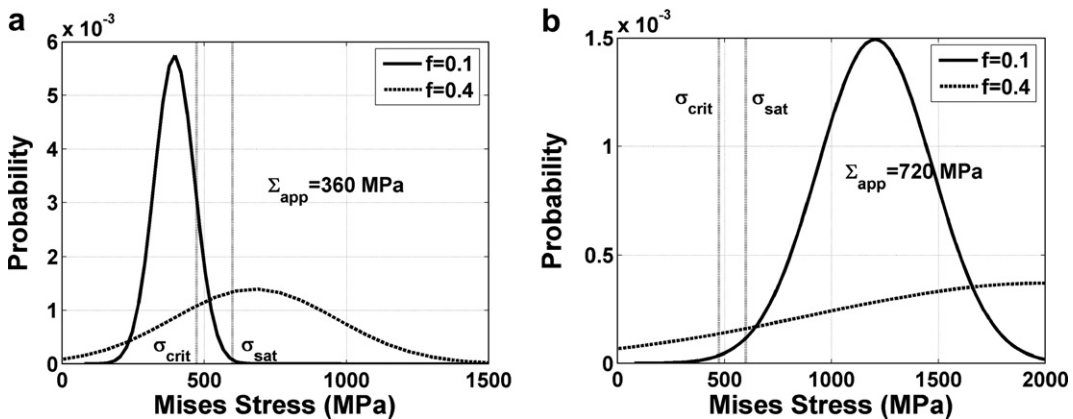 a
x 10⁻³
6
5
4
3
2
1
0
0 500 1000 1500
Probability
Mises Stress (MPa)
f=0.1
f=0.4
Σapp=360 MPa
σcrit
σsat
b
x 10⁻³
1.5
1
0.5
0
0 500 1000 1500 2000
Probability
Mises Stress (MPa)
f=0.1
f=0.4
σcrit
σsat
Σapp=720 MPa